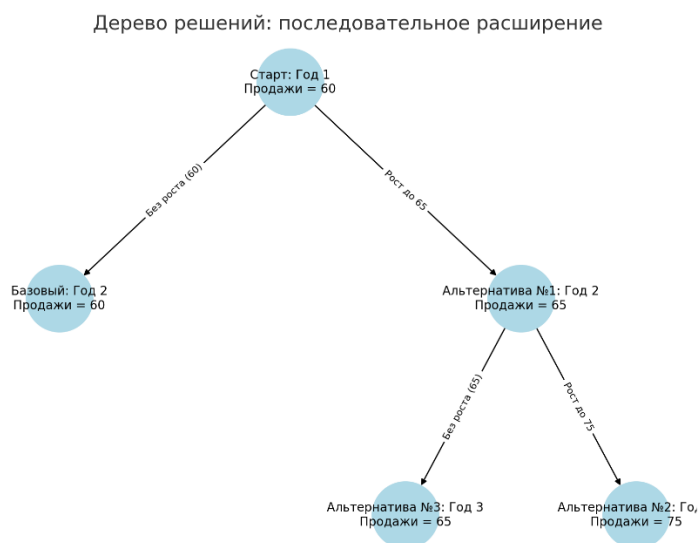 Дерево решений: последовательное расширение
Старт: Год 1
Продажи = 60
Без роста (60)
Рост до 65
Базовый: Год 2
Продажи = 60
Альтернатива №1: Год 2
Продажи = 65
Без роста (65)
Рост до 75
Альтернатива №3: Год 3
Продажи = 65
Альтернатива №2:
Продажи = 75